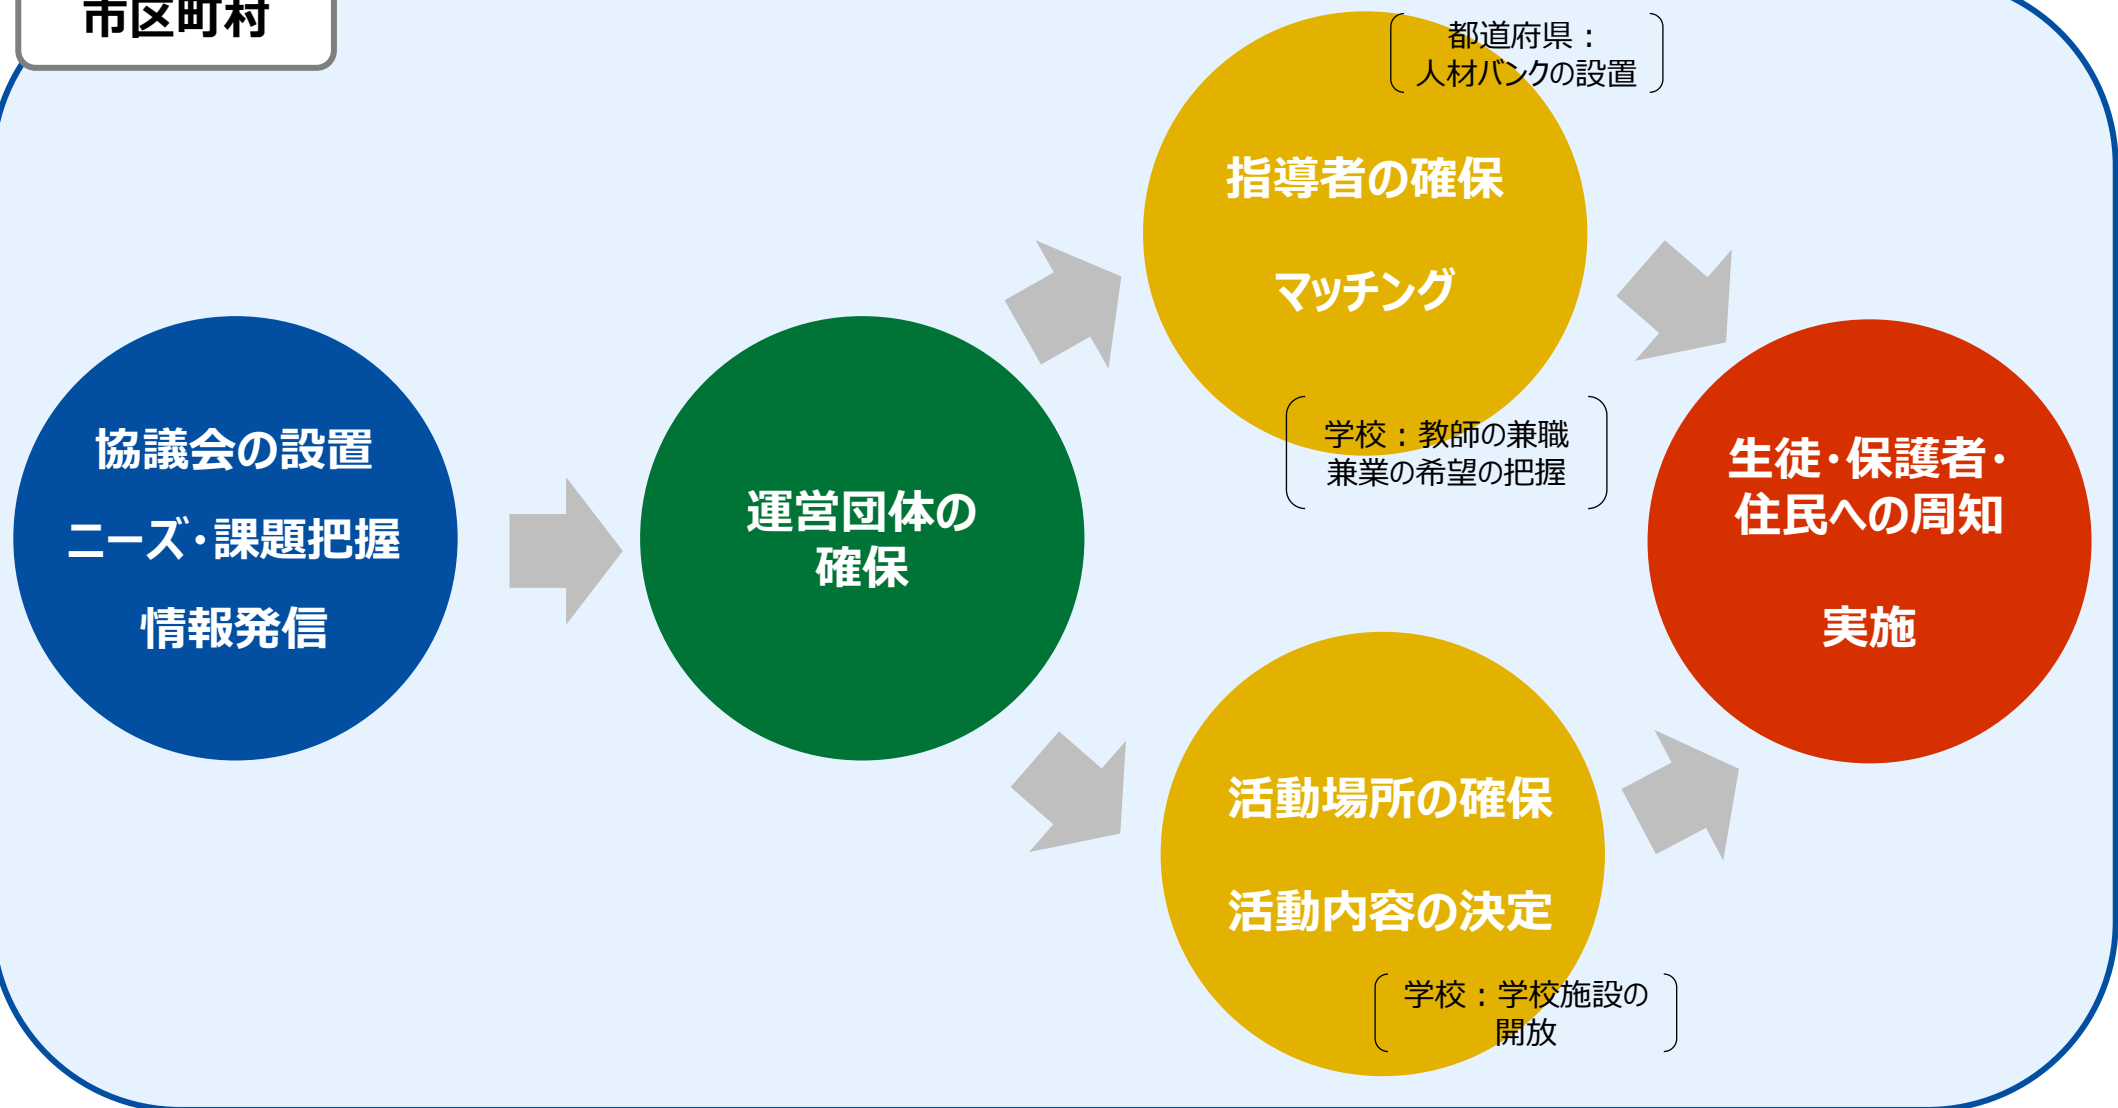 市区町村
協議会の設置
ニーズ・課題把握
情報発信
運営団体の
確保
都道府県：
人材バンクの設置
指導者の確保
マッチング
学校：教師の兼職
兼業の希望の把握
活動場所の確保
活動内容の決定
学校：学校施設の
開放
生徒・保護者・
住民への周知
実施